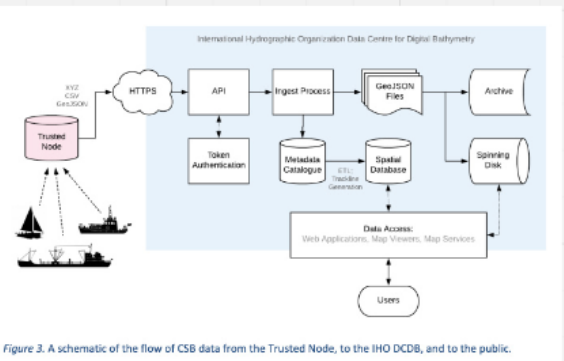 International Hydrographic Organization Data Centre for Digital Bathymetry
XYZ
CSV
GeoJSON
HTTPS
API
Ingest Process
GeoJSON
Files
Archive
Trusted
Node
Token
Authentication
Metadata
Catalogue
ETL:
Trackline
Generation
Spatial
Database
Spinning
Disk
Data Access:
Web Applications, Map Viewers, Map Services
Users
Figure 3. A schematic of the flow of CSB data from the Trusted Node, to the IHO DCDB, and to the public.